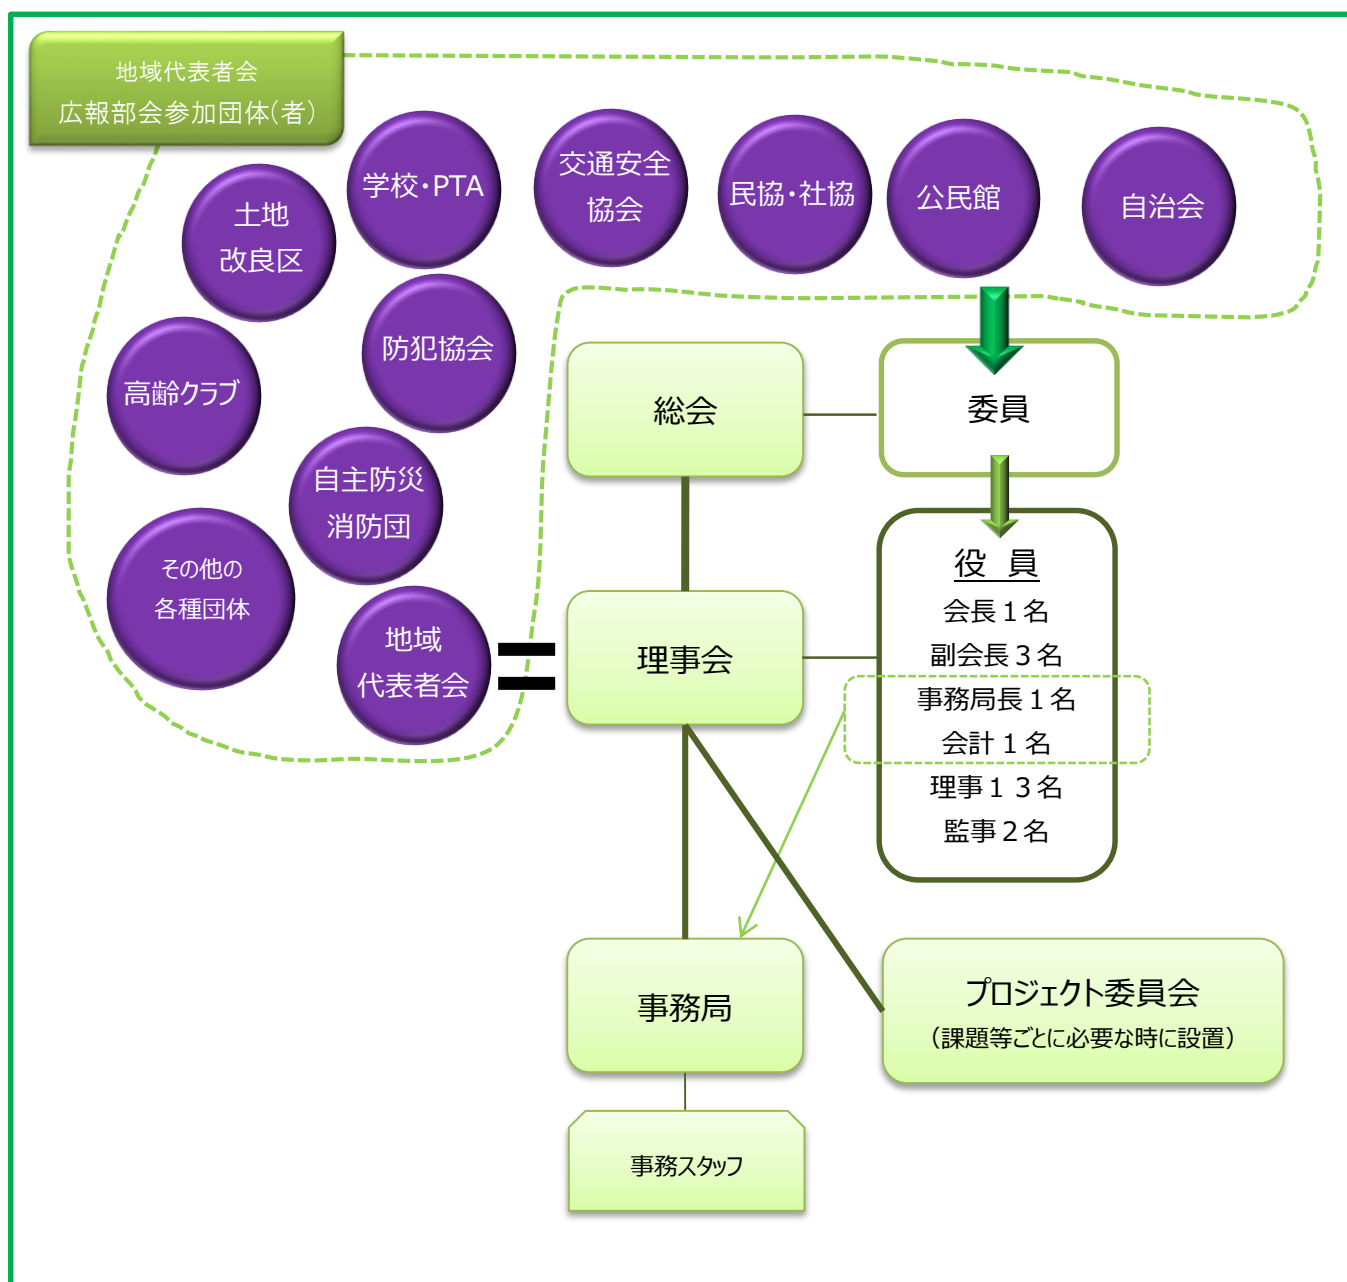 地域代表者会
広報部会参加団体(者)
学校・PTA
交通安全
協会
民協・社協
公民館
自治会
土地
改良区
防犯協会
高齢クラブ
自主防災
消防団
その他の
各種団体
地域
代表者会
＝
総会
委員
理事会
役　員
会長１名
副会長３名
事務局長１名
会計１名
理事１３名
監事２名
事務局
プロジェクト委員会
（課題等ごとに必要な時に設置）
事務スタッフ